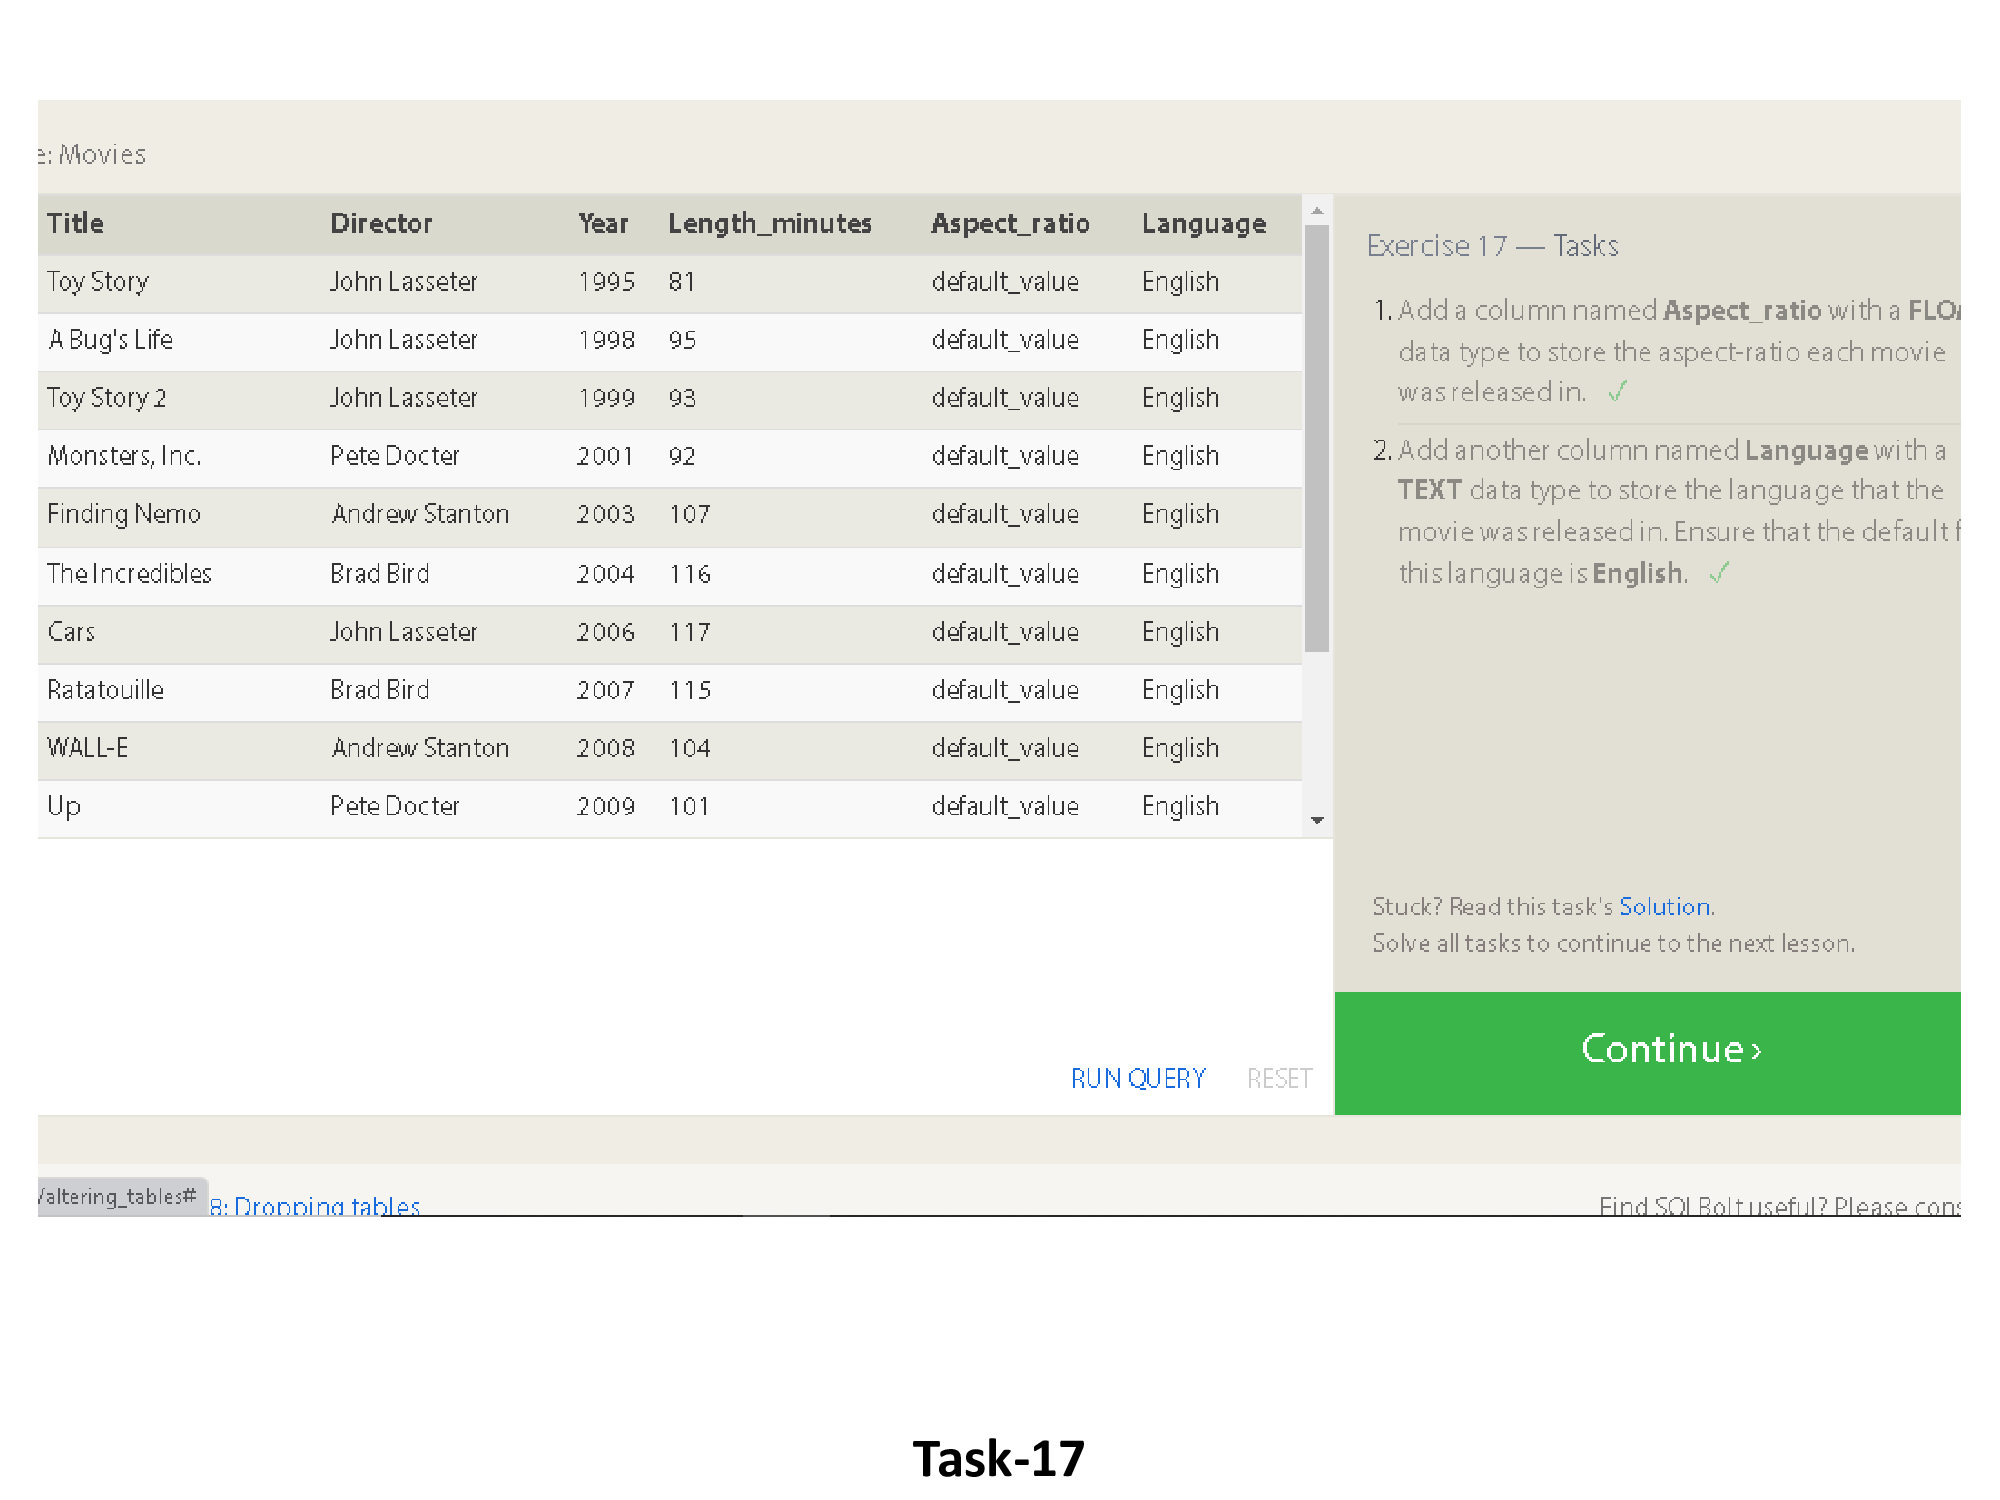 e: Movies
Title Director Year Length_minutes Aspect_ratio Language
Toy Story John Lasseter 1995 81 default_value English
A Bug's Life John Lasseter 1998 95 default_value English
Toy Story 2 John Lasseter 1999 93 default_value English
Monsters, Inc. Pete Docter 2001 92 default_value English
Finding Nemo Andrew Stanton 2003 107 default_value English
The Incredibles Brad Bird 2004 116 default_value English
Cars John Lasseter 2006 117 default_value English
Ratatouille Brad Bird 2007 115 default_value English
WALL-E Andrew Stanton 2008 104 default_value English
Up Pete Docter 2009 101 default_value English
RUN QUERY RESET
Exercise 17 — Tasks
1. Add a column named Aspect_ratio with a FLOA
data type to store the aspect-ratio each movie
was released in. ✓
2. Add another column named Language with a
TEXT data type to store the language that the
movie was released in. Ensure that the default f
this language is English. ✓
Stuck? Read this task's Solution.
Solve all tasks to continue to the next lesson.
Continue ›
/altering_tables#
8: Dropping tables
Find SQLBolt useful? Please cons
Task-17